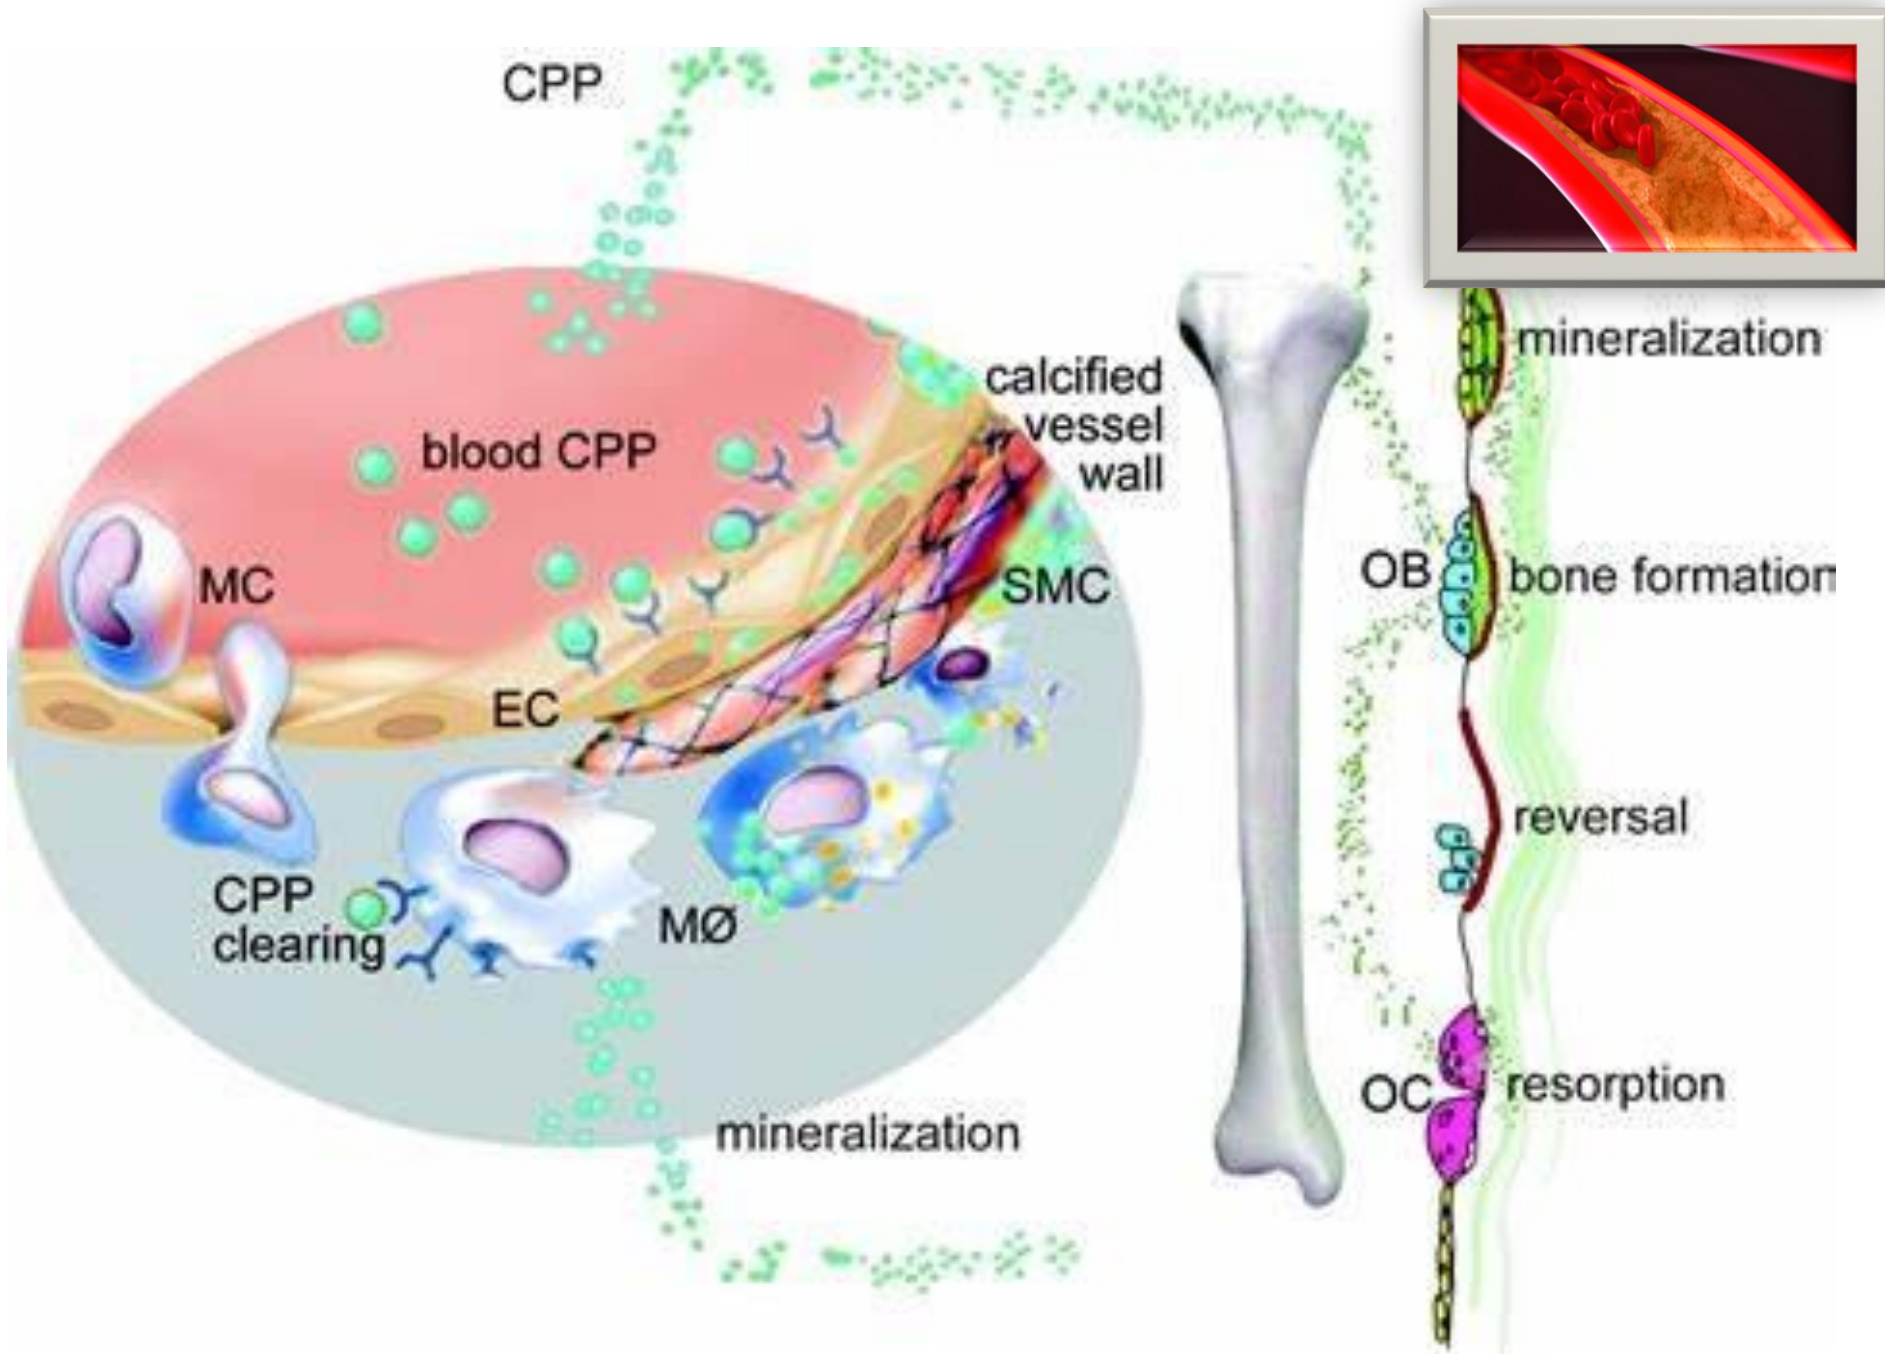 CPP
mineralization
calcified
vessel
wall
blood CPP
MC
SMC
OB
bone formation
EC
reversal
CPP
clearing
MØ
OC
resorption
mineralization